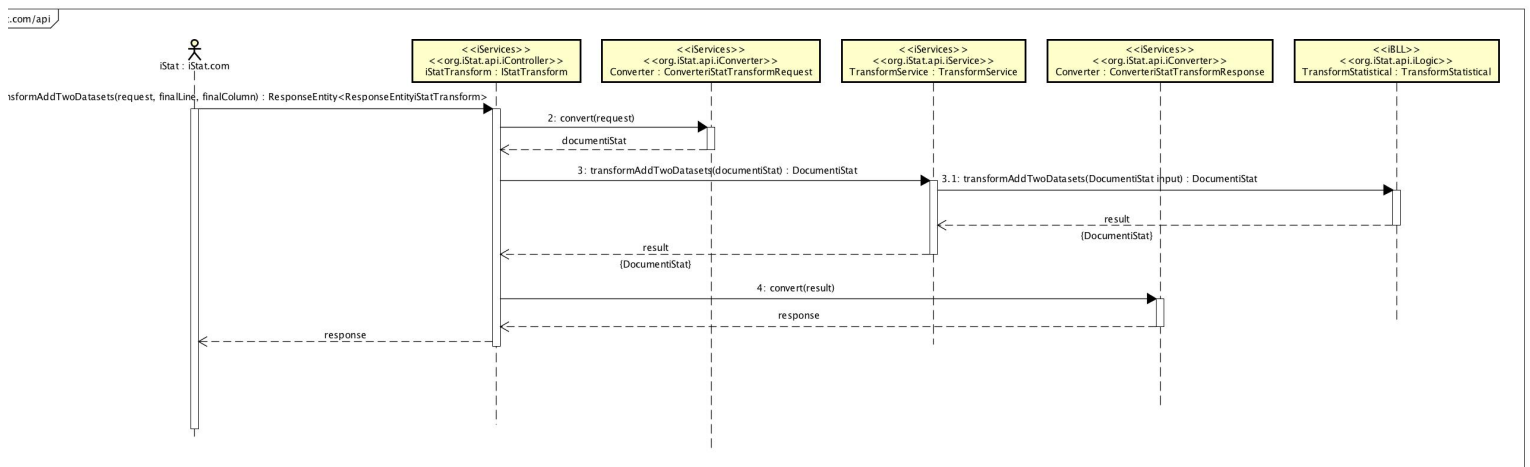 t.com/api
iStat : iStat.com
<<iServices>>
<<org.iStat.api.iController>>
iStatTransform : IStatTransform
<<iServices>>
<<org.iStat.api.iConverter>>
Converter : ConverteriStatTransformRequest
<<iServices>>
<<org.iStat.api.iService>>
TransformService : TransformService
<<iServices>>
<<org.iStat.api.iConverter>>
Converter : ConverteriStatTransformResponse
<<iBLL>>
<<org.iStat.api.iLogic>>
TransformStatistical : TransformStatistical
nsformAddTwoDatasets(request, finalLine, finalColumn) : ResponseEntity<ResponseEntityiStatTransform>
2: convert(request)
documentiStat
3: transformAddTwoDatasets(documentiStat) : DocumentiStat
3.1: transformAddTwoDatasets(DocumentiStat input) : DocumentiStat
result
{DocumentiStat}
result
{DocumentiStat}
4: convert(result)
response
response